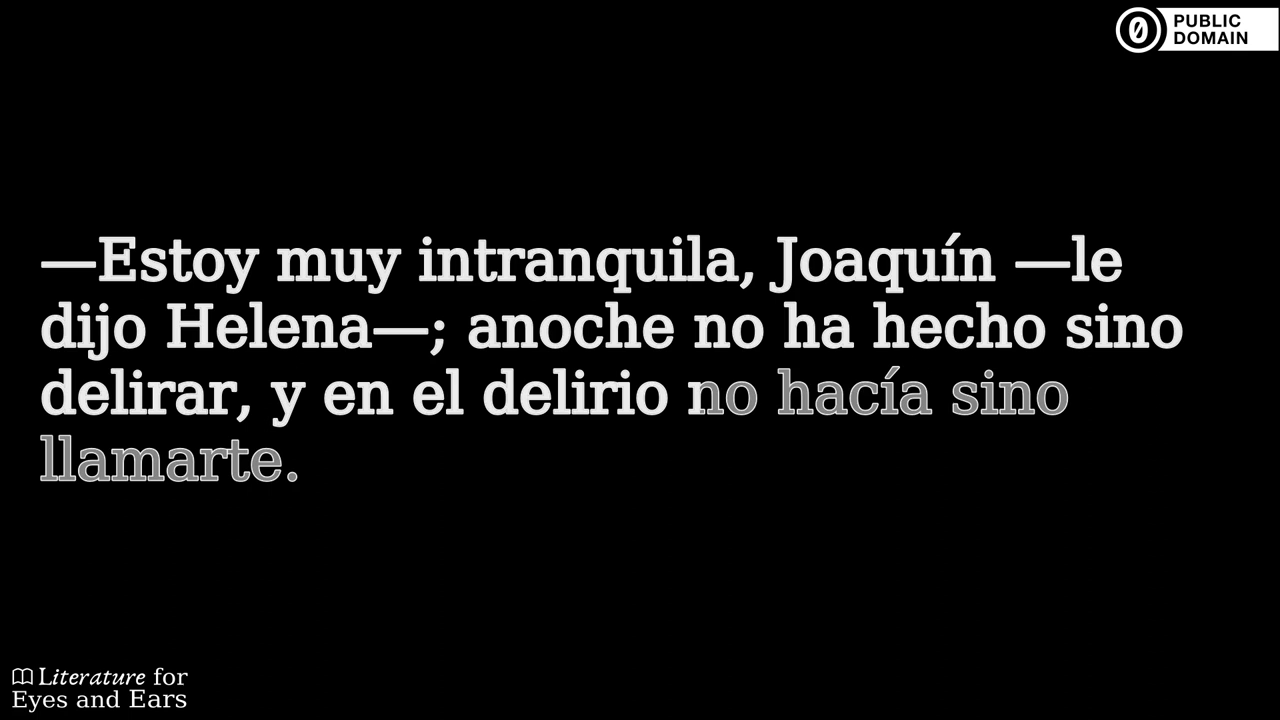 PUBLIC
DOMAIN
—Estoy muy intranquila, Joaquín —le
dijo Helena—; anoche no ha hecho sino
delirar, y en el delirio no hacía sino
llamarte.
Literature for
Eyes and Ears